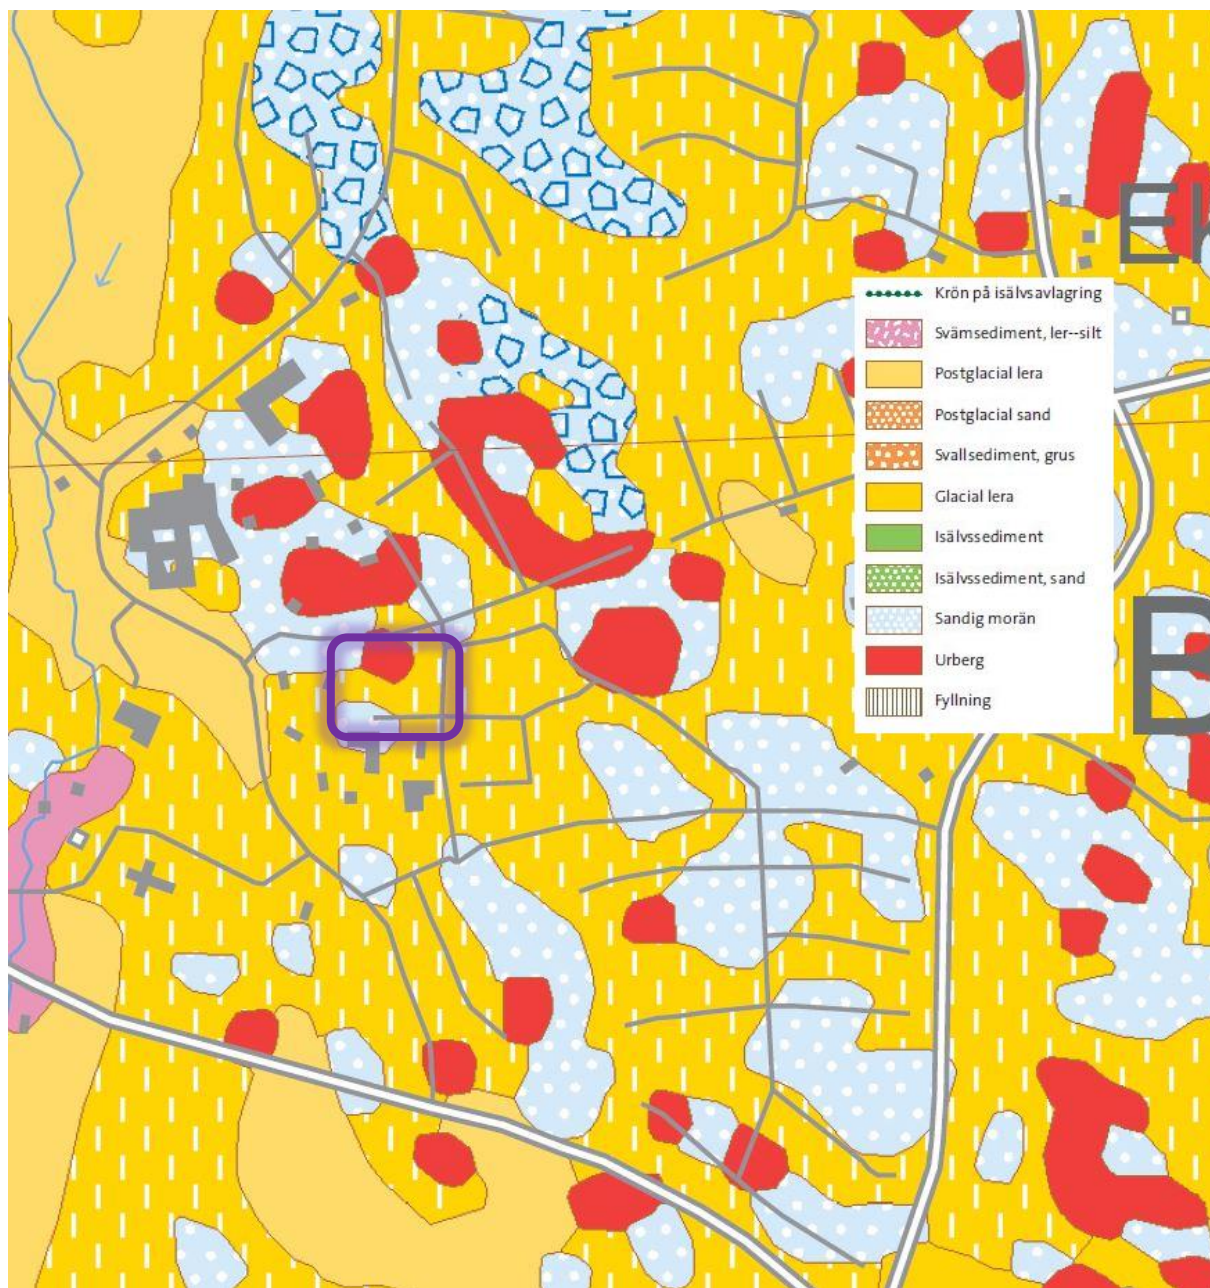 Krön på isälvsavlagring
Svämsediment, ler--silt
Postglacial lera
Postglacial sand
Svallsediment, grus
Glacial lera
Isälvssediment
Isälvssediment, sand
Sandig morän
Urberg
Fyllning